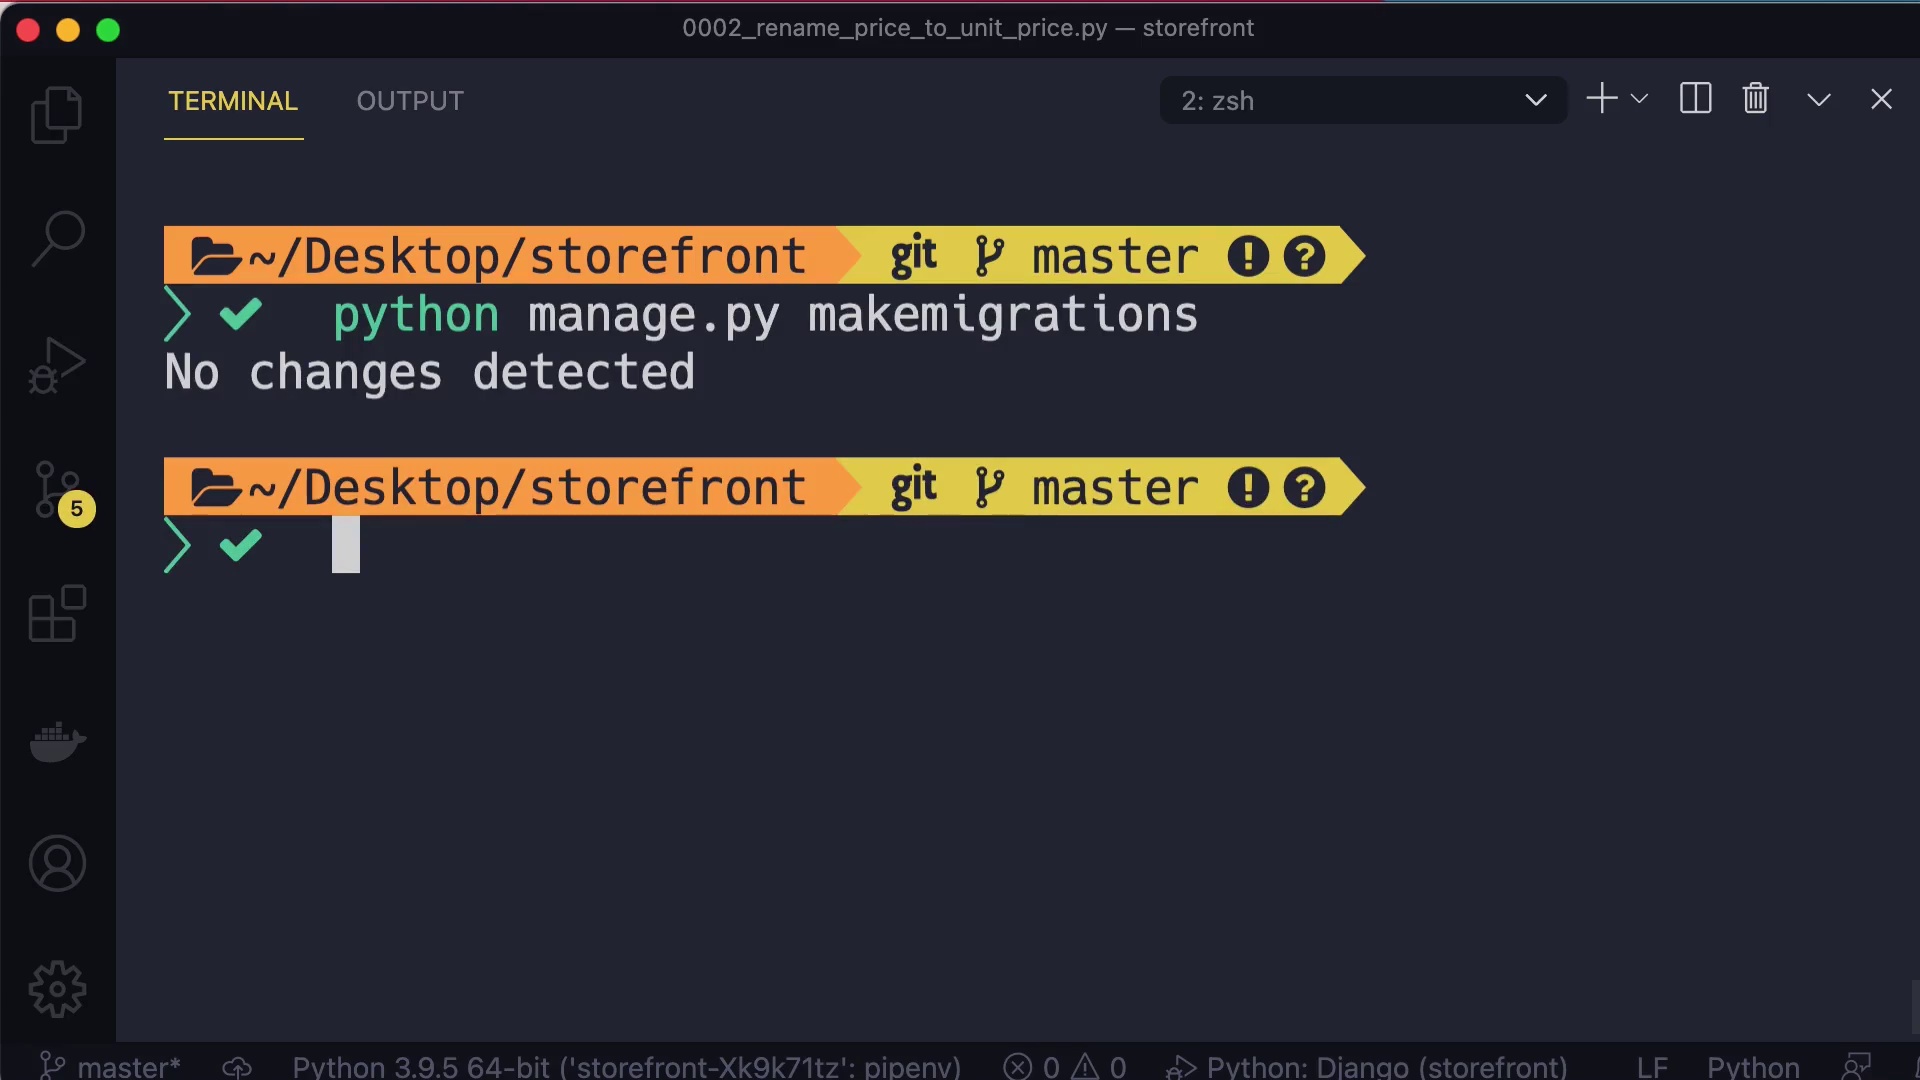 0002_rename_price_to_unit_price.py — storefront
TERMINAL OUTPUT 2: zsh
~/Desktop/storefront git master ! ?
python manage.py makemigrations
No changes detected
~/Desktop/storefront git master ! ?
5
master* Python 3.9.5 64-bit ('storefront-Xk9k71tz': pipenv) 0 0 Python: Django (storefront) LF Python